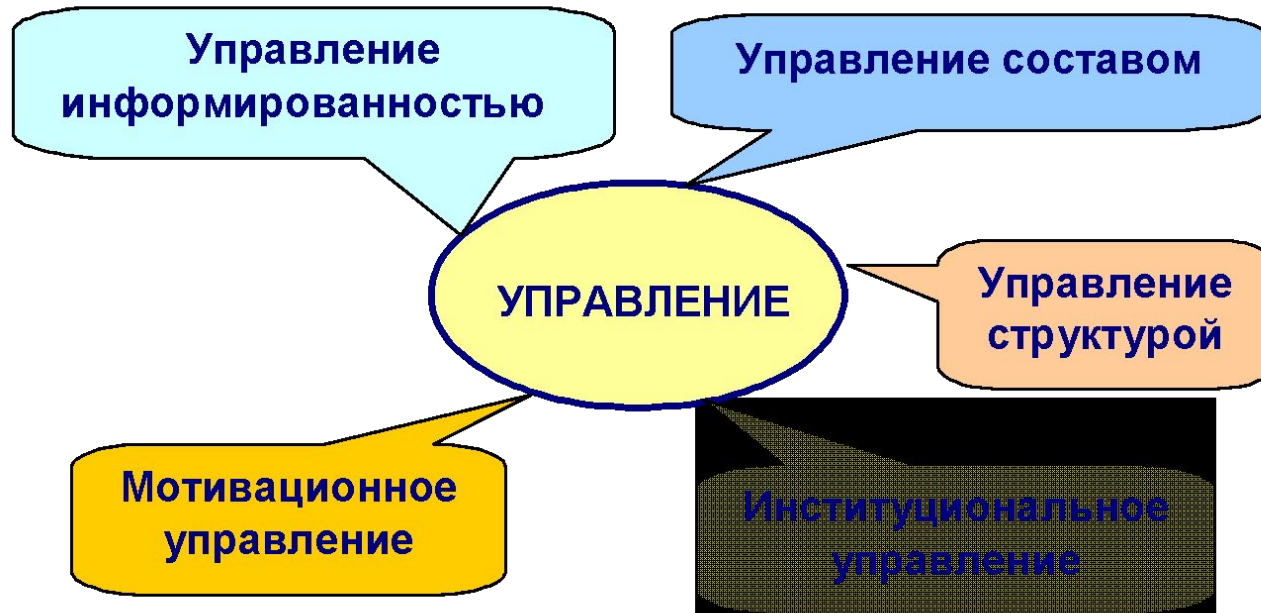 Управление
информированностью
Управление составом
УПРАВЛЕНИЕ
Управление
структурой
Мотивационное
управление
Институциональное
управление